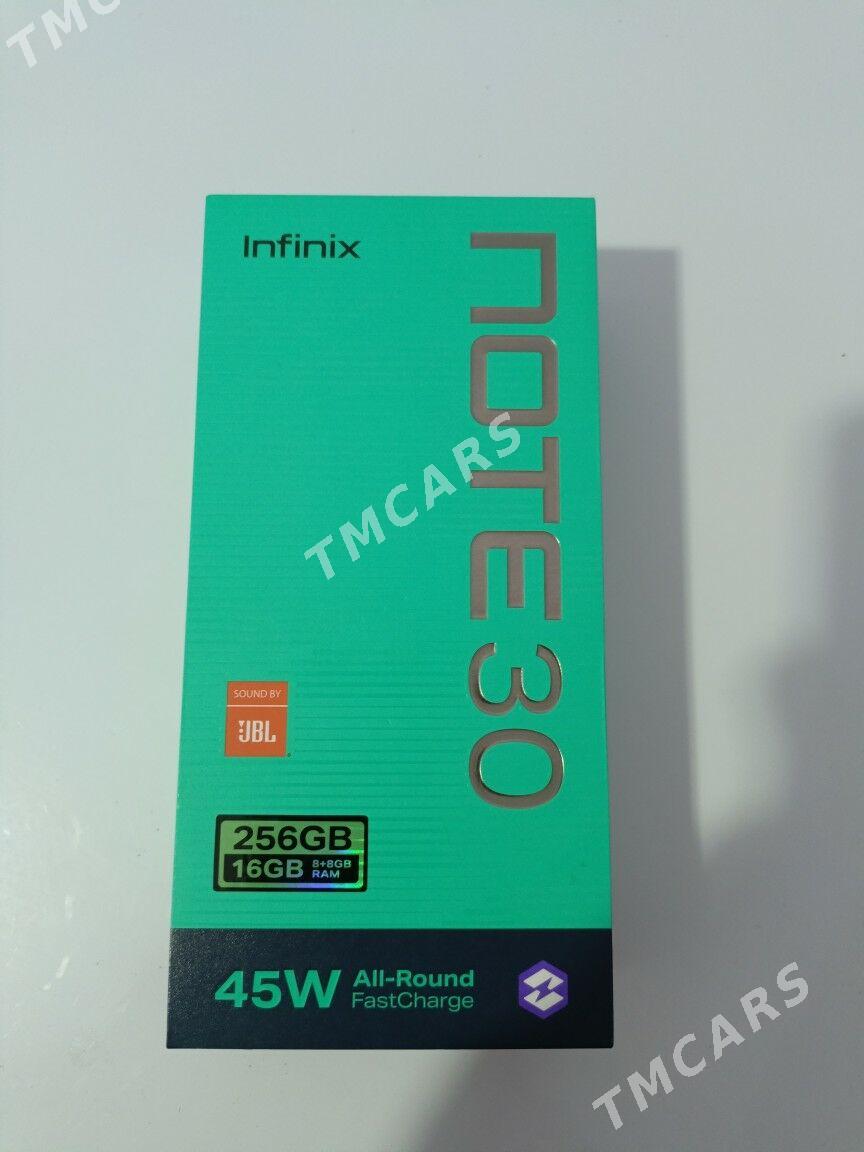 TMC
Infinix
NOTE 30
TMCARS
SOUND BY
JBL
256GB
16GB 8+8GB RAM
45W All-Round FastCharge
TMCARS